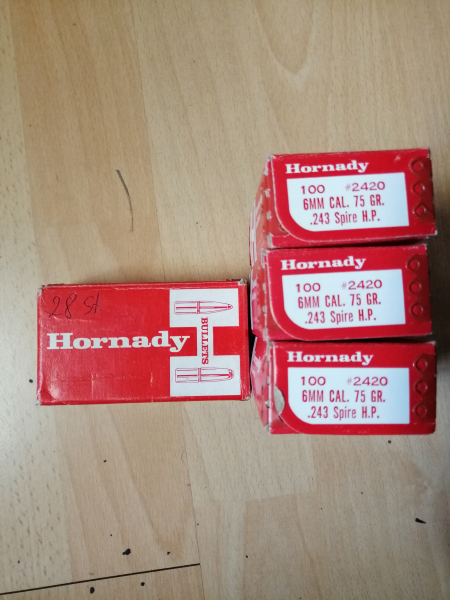 28 St
Hornady
BULLETS
Hornady
100 #2420
6MM CAL. 75 GR.
.243 Spire H.P.
Hornady
100 #2420
6MM CAL. 75 GR.
.243 Spire H.P.
Hornady
100 #2420
6MM CAL. 75 GR.
.243 Spire H.P.